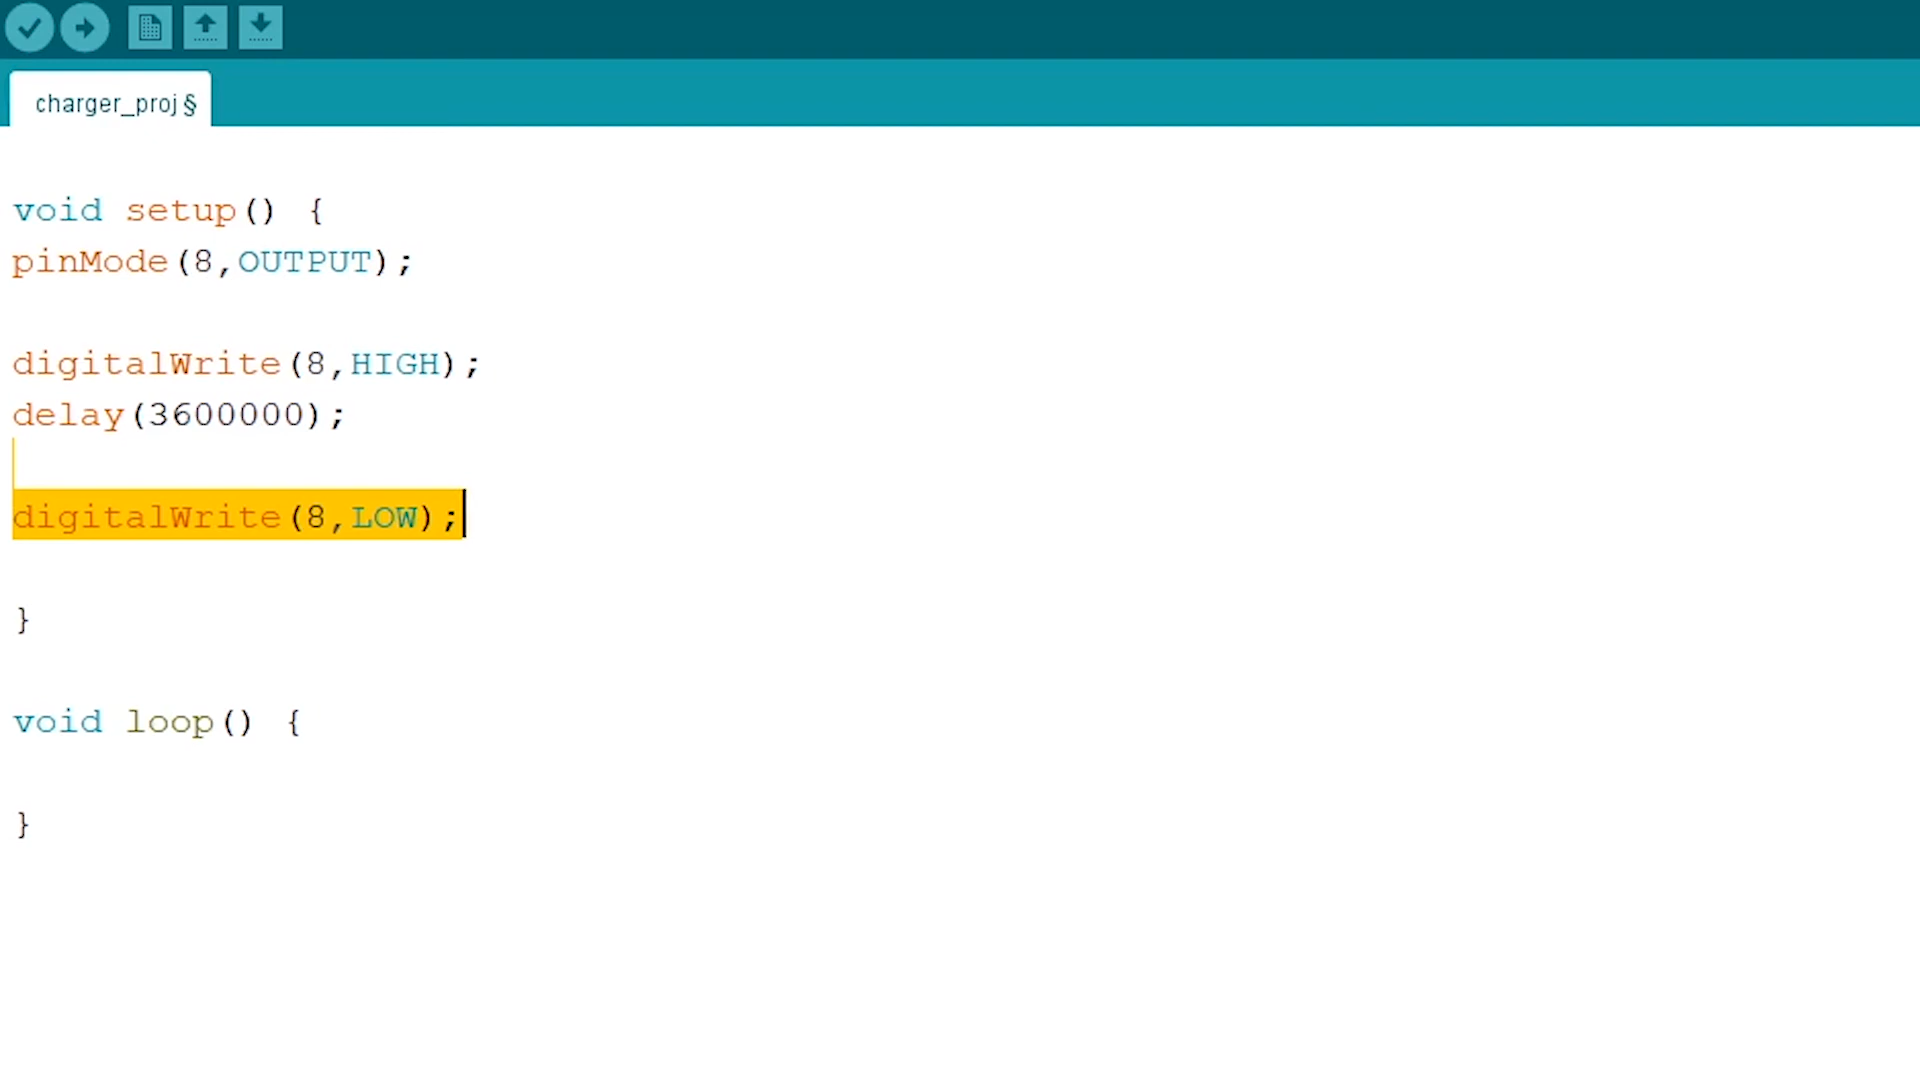 charger_proj §
void setup() {
pinMode(8,OUTPUT);
digitalWrite(8,HIGH);
delay(3600000);
digitalWrite(8,LOW);
}
void loop() {
}